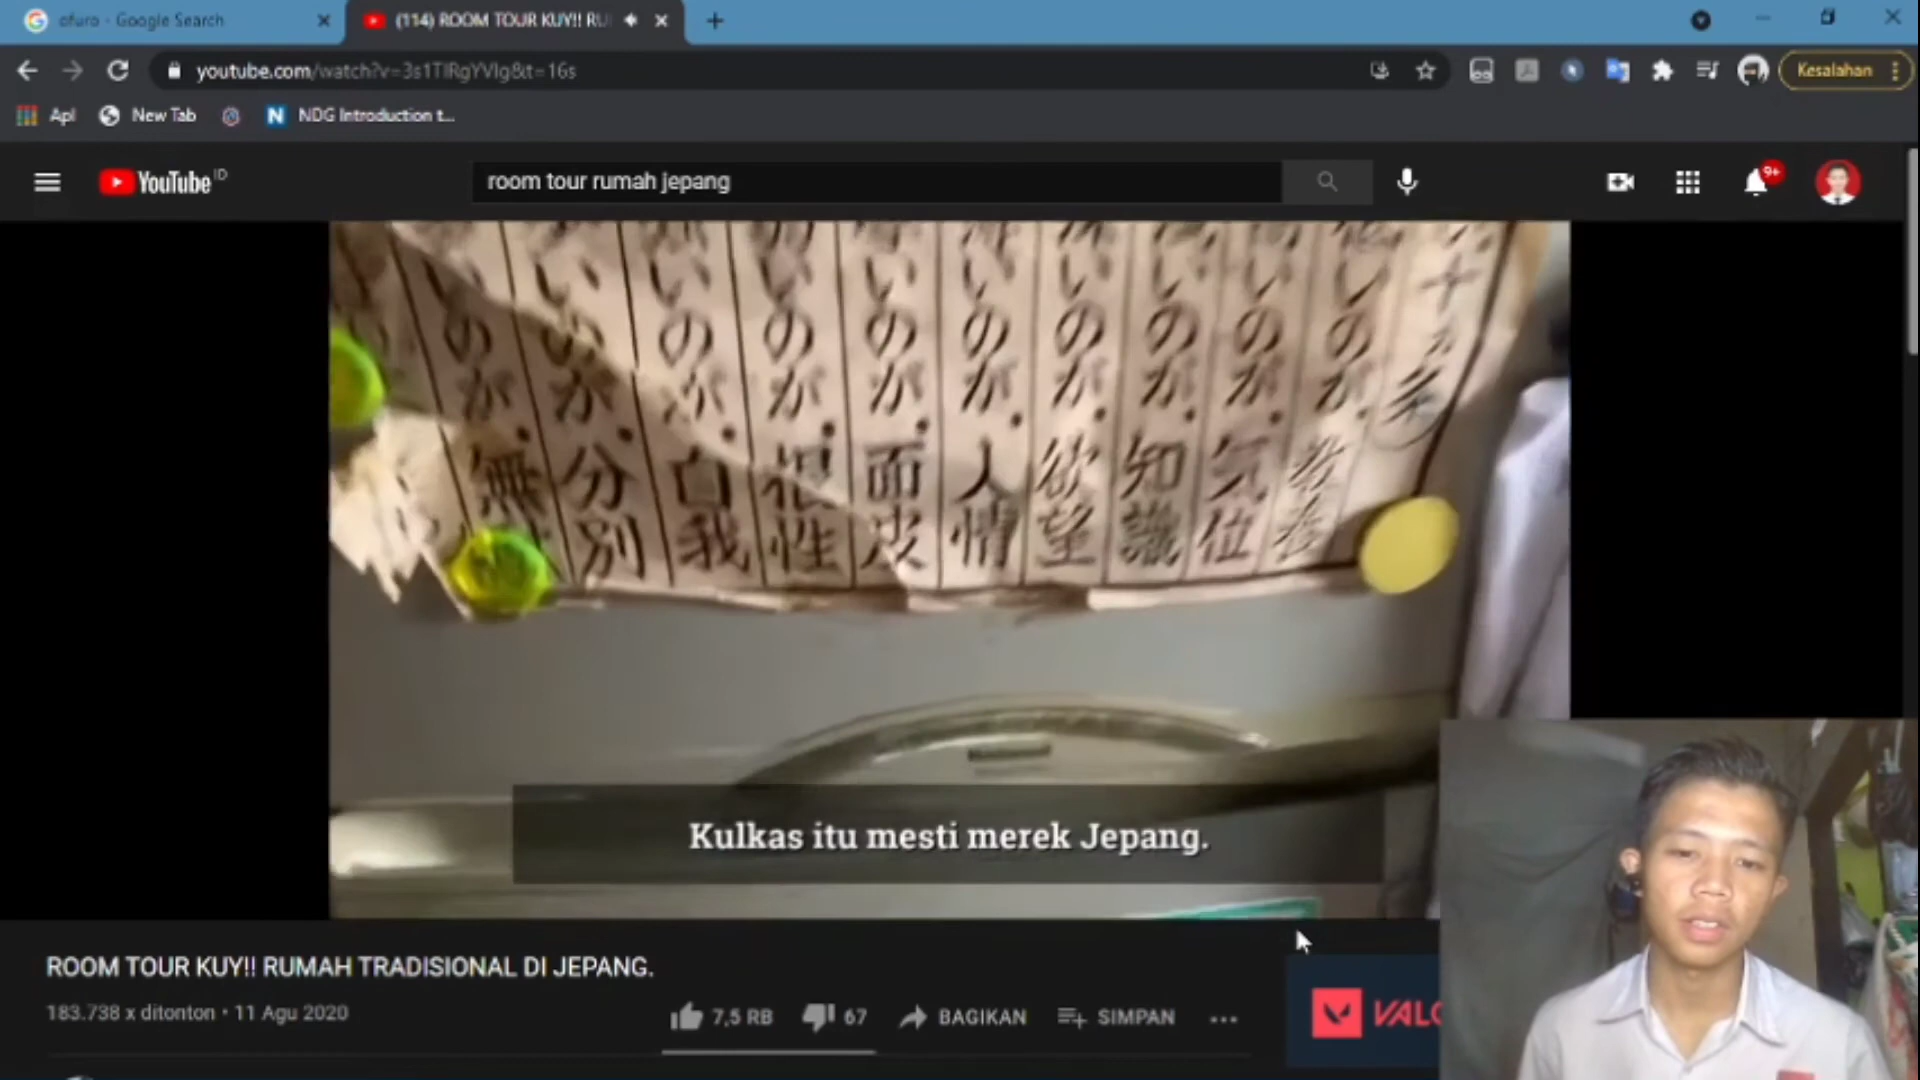 ofuro - Google Search
(114) ROOM TOUR KUY!! RU
youtube.com/watch?v=3s1TlRgYVlg&t=16s
Kesalahan
Apl
New Tab
N
NDG Introduction t...
YouTube ID
room tour rumah jepang
9+
いのが・気位
いのが・知識
いのが・欲望
いのが・人情
いのが・面皮
いのが・根性
いのが・自我
いのが・分別
いのが・無
Kulkas itu mesti merek Jepang.
ROOM TOUR KUY!! RUMAH TRADISIONAL DI JEPANG.
183.738 x ditonton • 11 Agu 2020
7,5 RB
67
BAGIKAN
SIMPAN
VALO